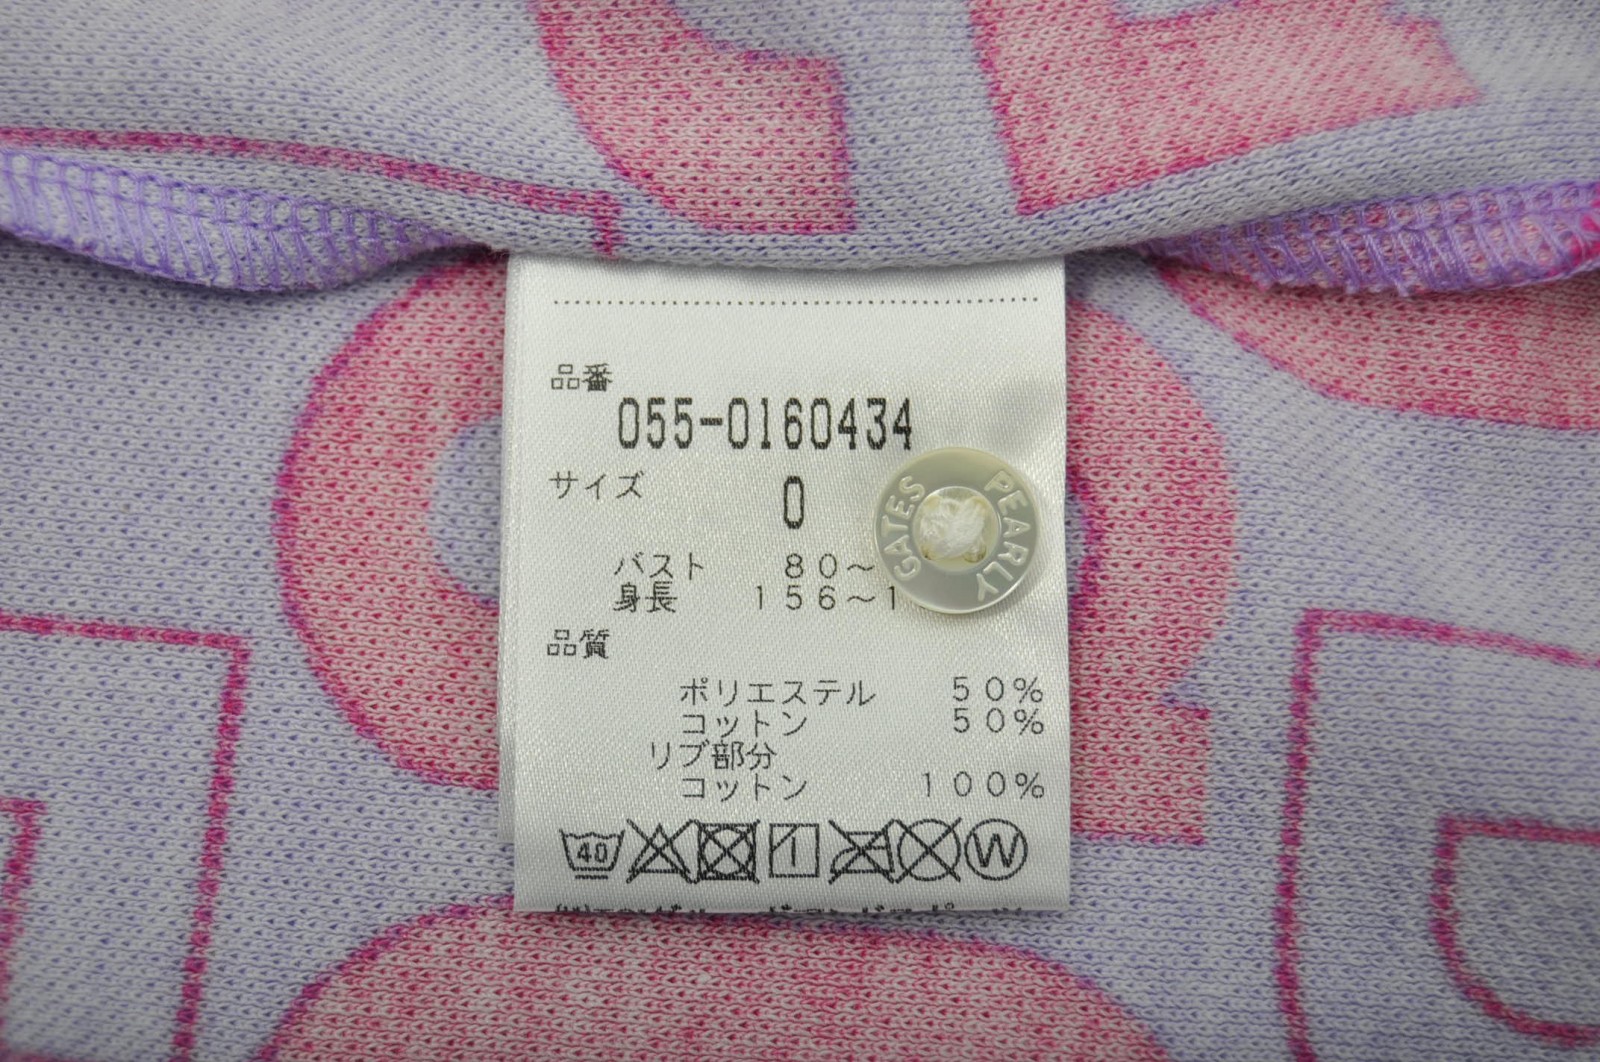 品番
055-0160434
サイズ 0
バスト 80~
身長 156~1
品質
ポリエステル 50%
コットン 50%
リブ部分
コットン 100%
40
W
PEARLY GATES